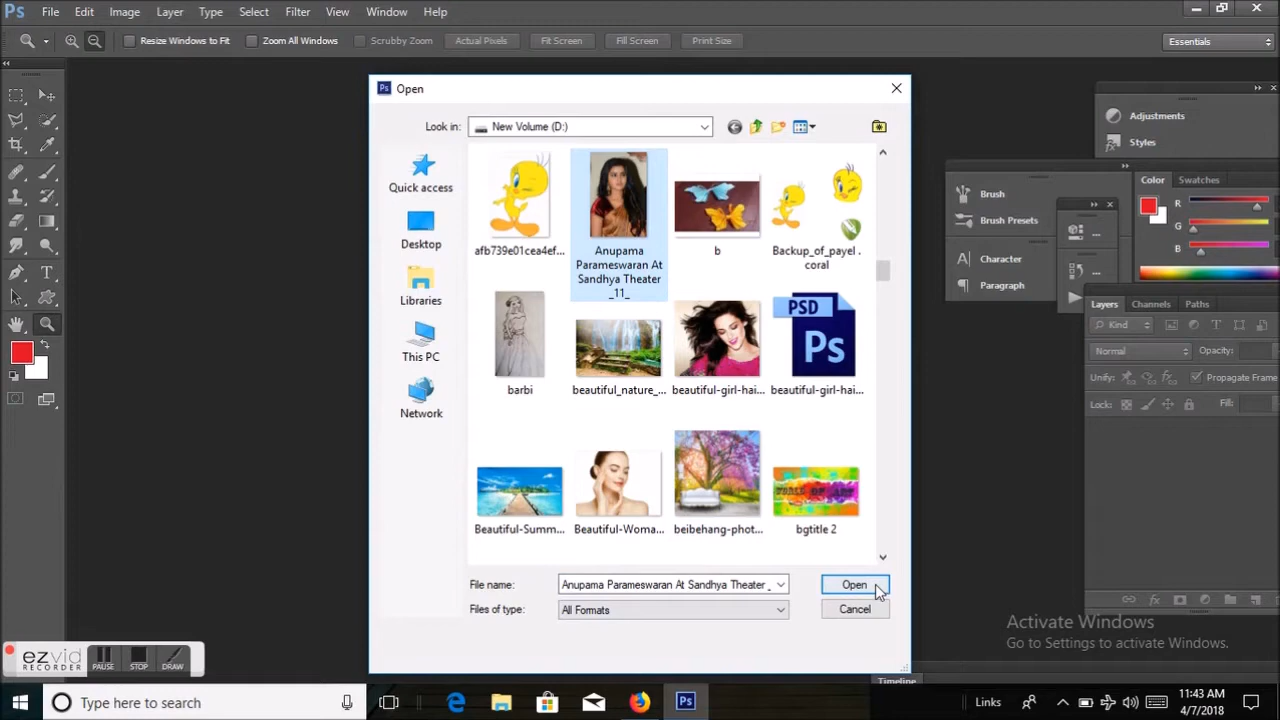 Ps File Edit Image Layer Type Select Filter View Window Help
Resize Windows to Fit Zoom All Windows Scrubby Zoom Actual Pixels Fit Screen Fill Screen Print Size Essentials
Ps Open
Look in: New Volume (D:)
Quick access
Desktop
Libraries
This PC
Network
afb739e01cea4ef...
Anupama
Parameswaran At
Sandhya Theater
_11_
b
Backup_of_payel .
coral
barbi
beautiful_nature_...
beautiful-girl-hai...
PSD
Ps
beautiful-girl-hai...
Beautiful-Summ...
Beautiful-Woma...
beibehang-phot...
bgtitle 2
File name: Anupama Parameswaran At Sandhya Theater _ Open
Files of type: All Formats Cancel
Adjustments
Styles
Brush
Brush Presets
Character
Paragraph
Color Swatches
R
G
B
Layers Channels Paths
Kind
Normal Opacity:
Unify: Propagate Frame
Lock: Fill:
Activate Windows
Go to Settings to activate Windows.
Timeline
ezvid
RECORDER
PAUSE STOP DRAW
Type here to search
Ps
Links
11:43 AM
4/7/2018